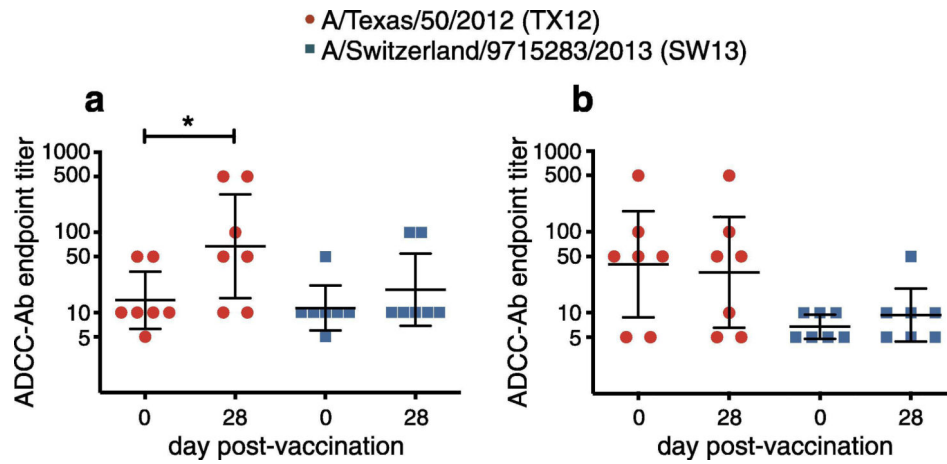 A/Texas/50/2012 (TX12)
A/Switzerland/9715283/2013 (SW13)
a
*
ADCC-Ab endpoint titer
1000
500
100
50
10
5
0 28 0 28
day post-vaccination
b
ADCC-Ab endpoint titer
1000
500
100
50
10
5
0 28 0 28
day post-vaccination